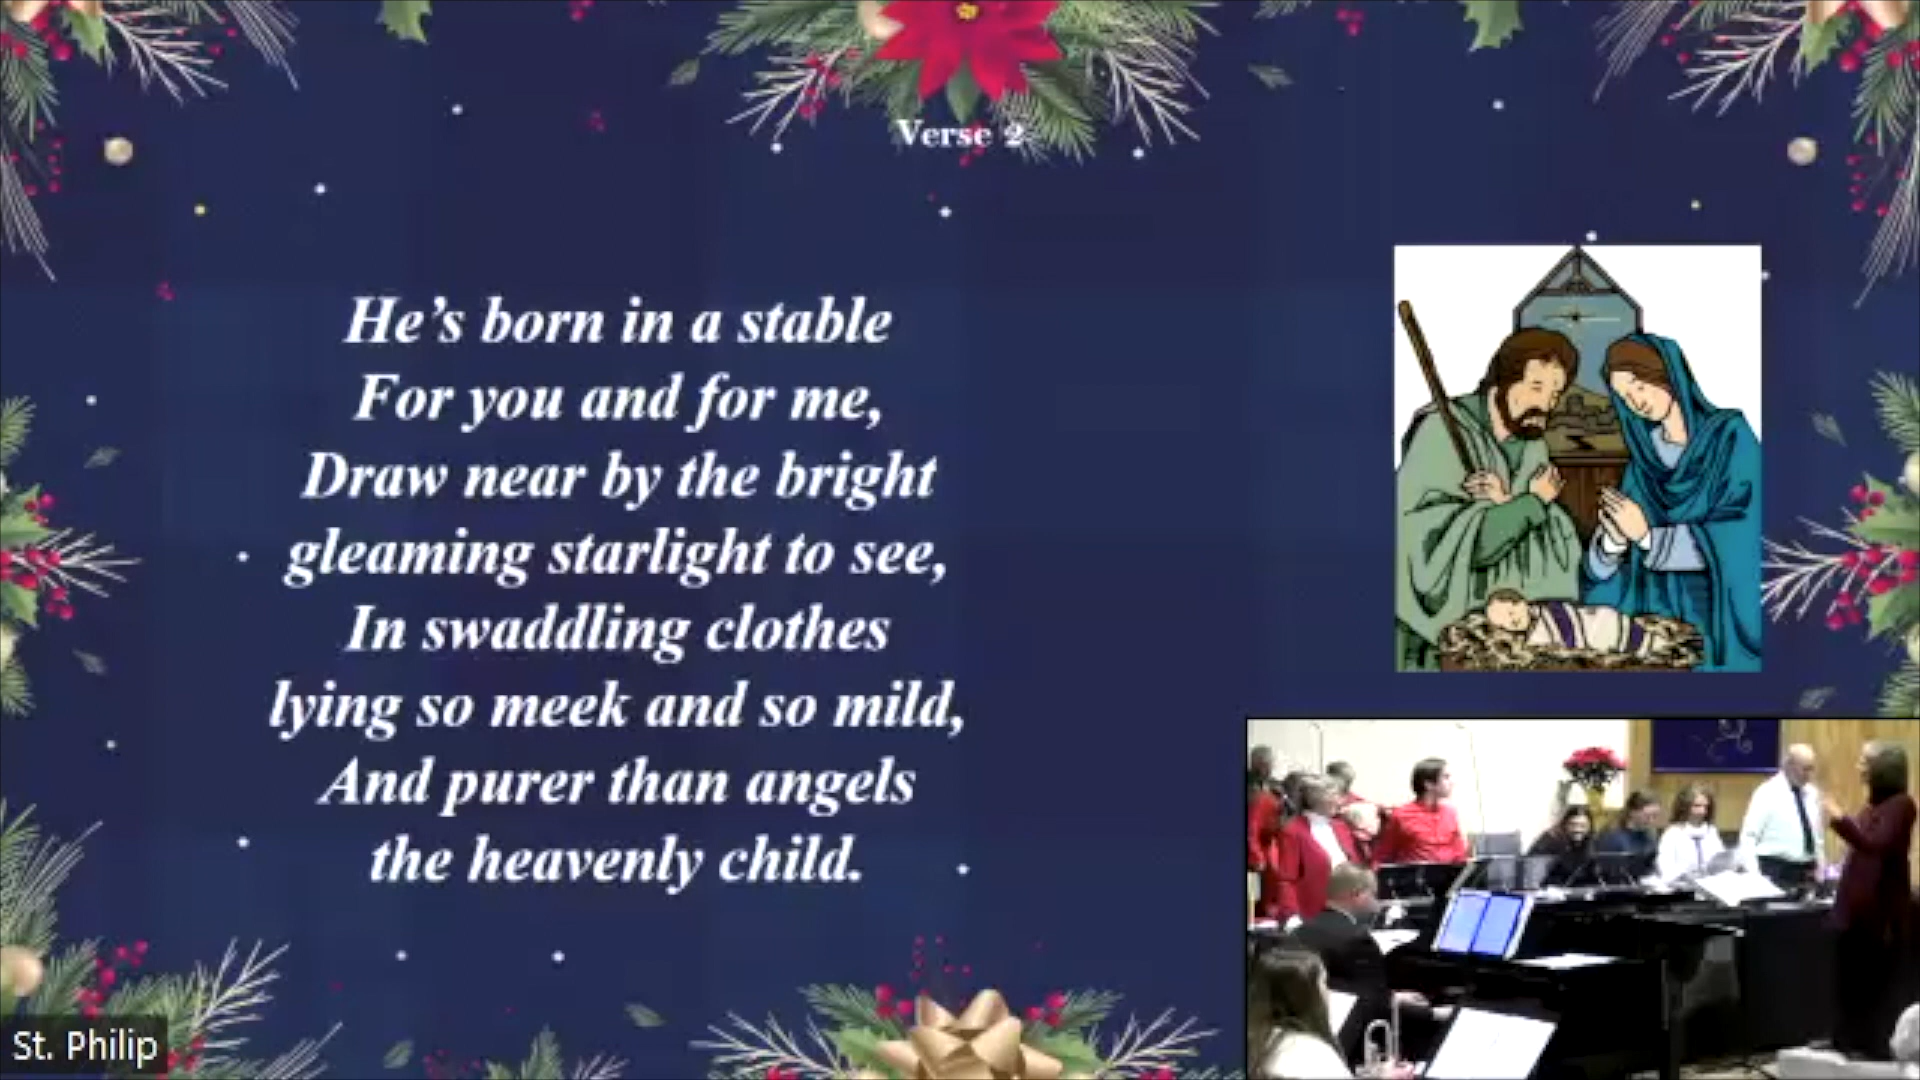 Verse 2
He's born in a stable
For you and for me,
Draw near by the bright
gleaming starlight to see,
In swaddling clothes
lying so meek and so mild,
And purer than angels
the heavenly child.
St. Philip